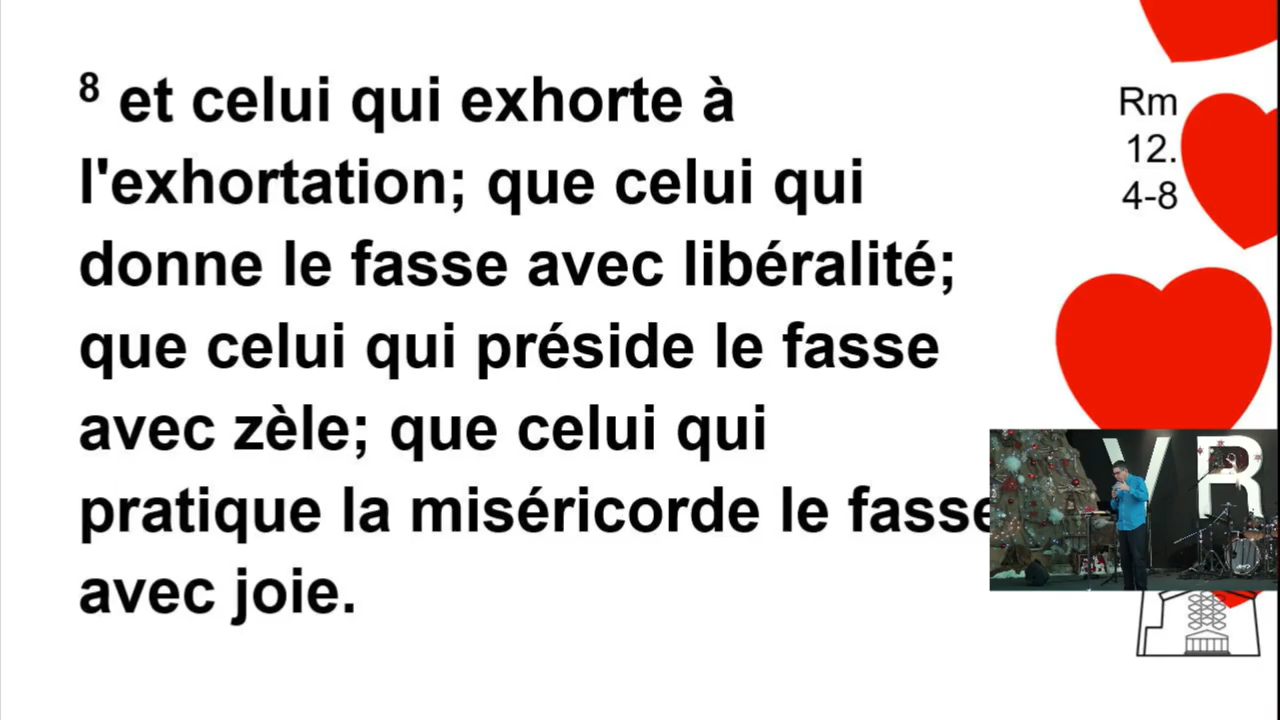 8 et celui qui exhorte à
l'exhortation; que celui qui
donne le fasse avec libéralité;
que celui qui préside le fasse
avec zèle; que celui qui
pratique la miséricorde le fasse
avec joie.
Rm
12.
4-8
VR